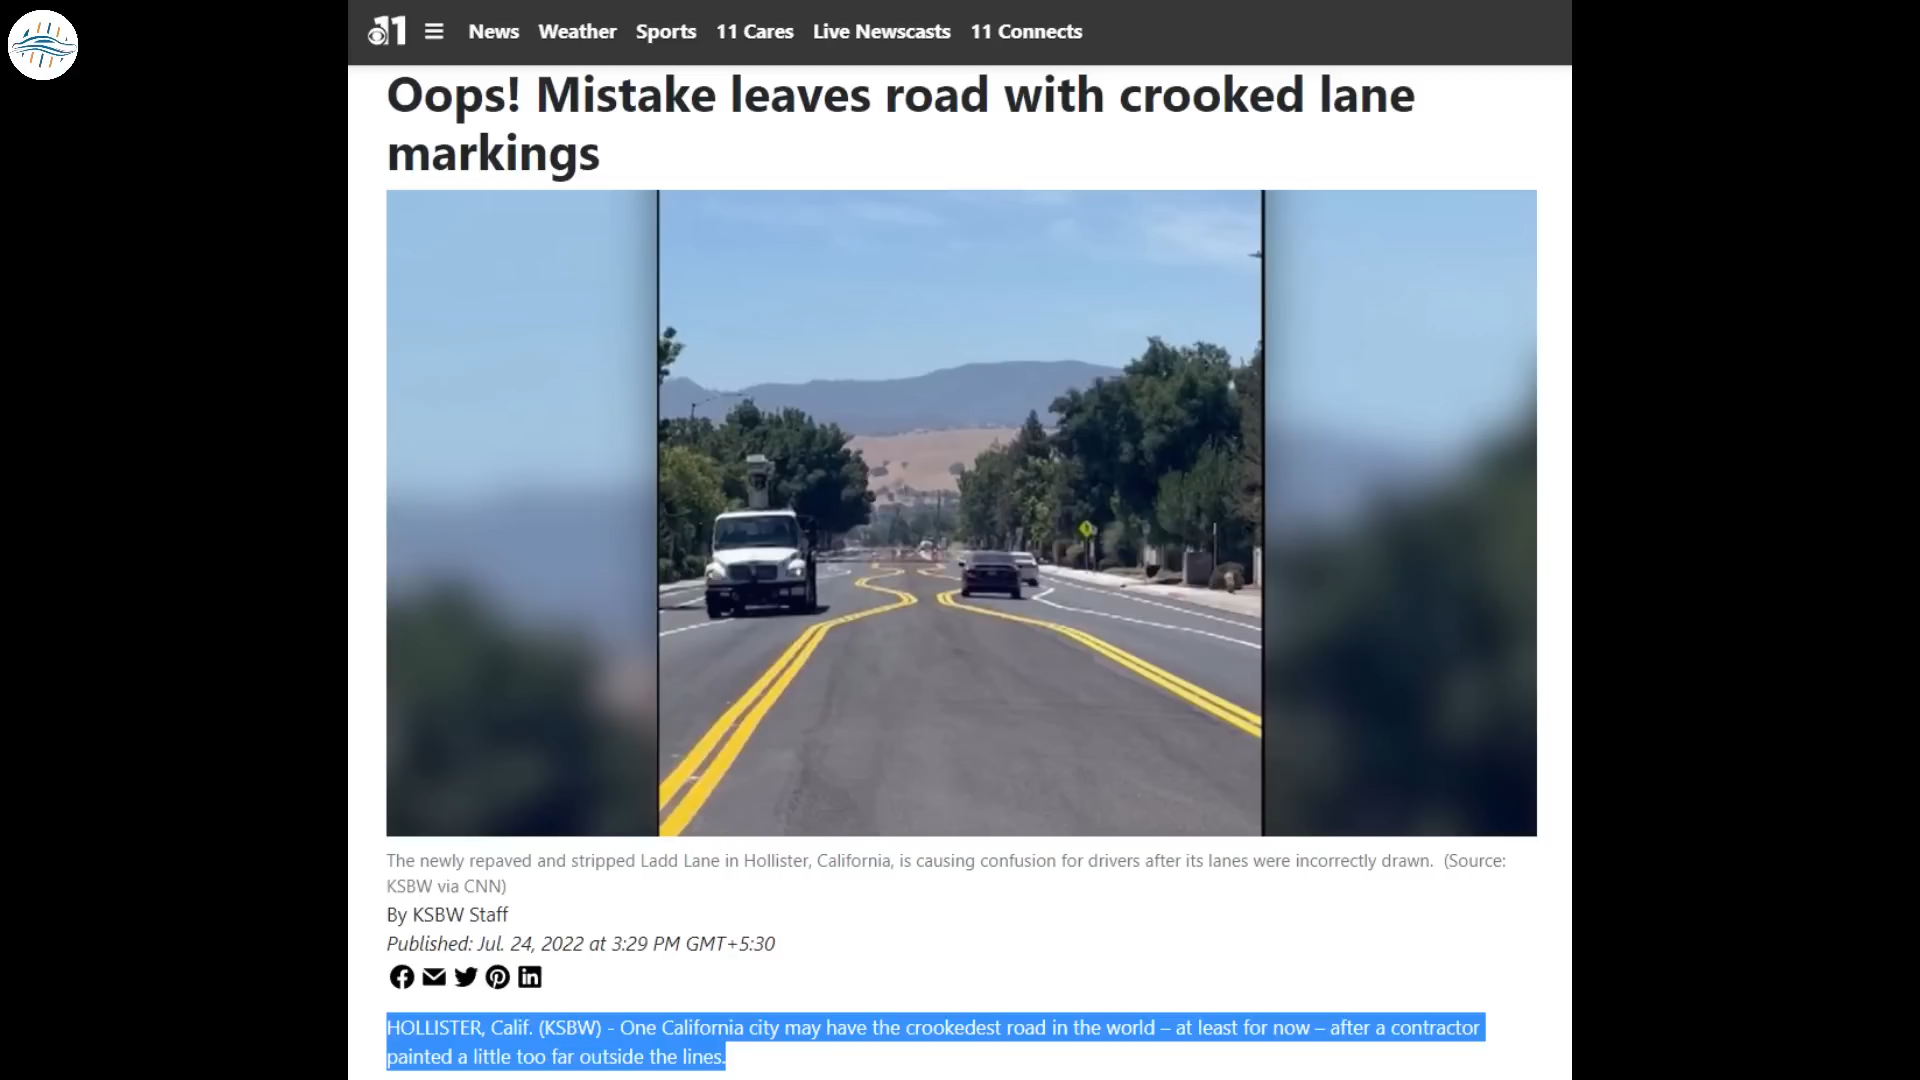 11 News Weather Sports 11 Cares Live Newscasts 11 Connects
Oops! Mistake leaves road with crooked lane
markings
The newly repaved and stripped Ladd Lane in Hollister, California, is causing confusion for drivers after its lanes were incorrectly drawn. (Source:
KSBW via CNN)
By KSBW Staff
Published: Jul. 24, 2022 at 3:29 PM GMT+5:30
HOLLISTER, Calif. (KSBW) - One California city may have the crookedest road in the world – at least for now – after a contractor
painted a little too far outside the lines.